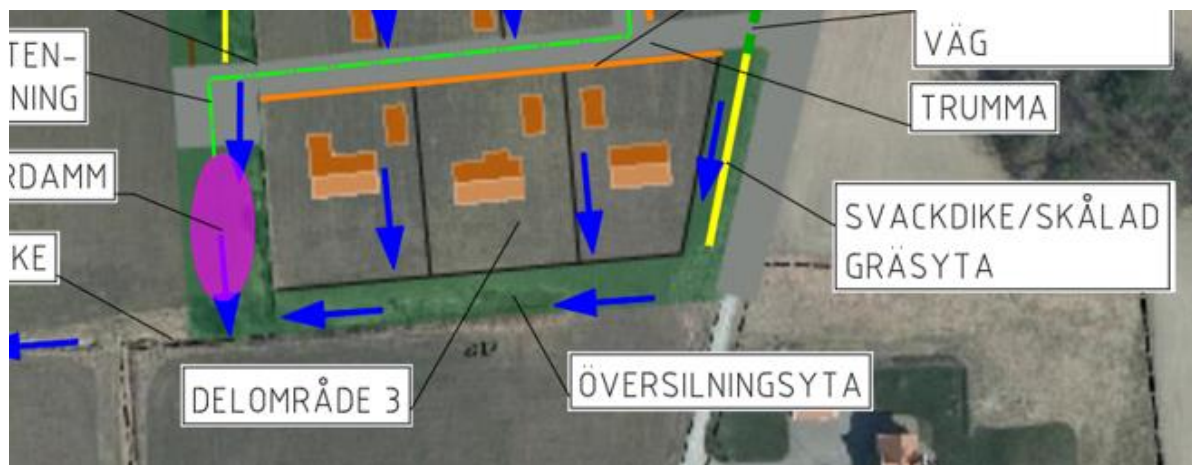 TEN-
NING
RDAMM
KE
VÄG
TRUMMA
SVACKDIKE/SKÅLAD
GRÄSYTA
DELOMRÅDE 3
ÖVERSILNINGSYTA